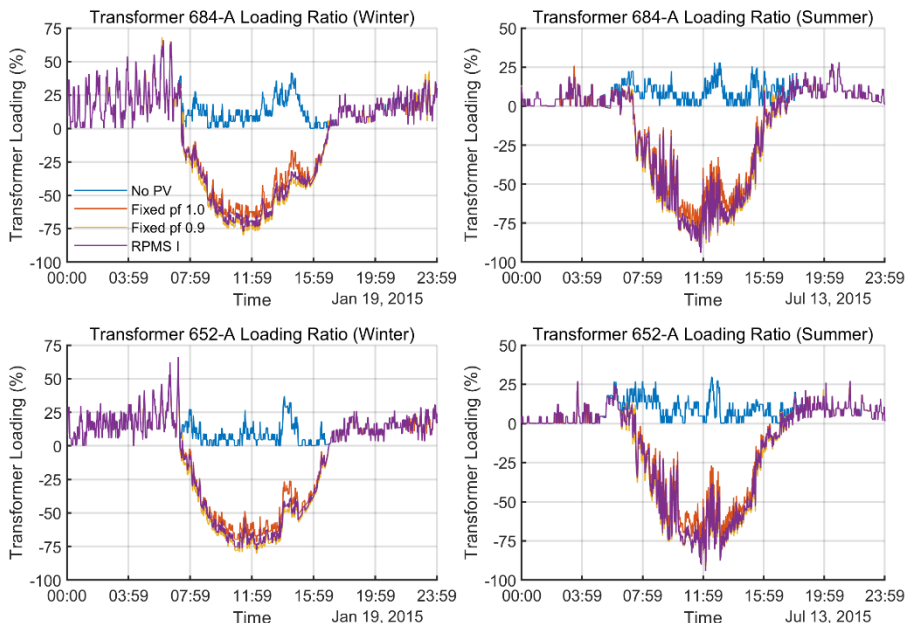 Transformer 684-A Loading Ratio (Winter)
Transformer Loading (%)
75
50
25
0
-25
-50
-75
-100
No PV
Fixed pf 1.0
Fixed pf 0.9
RPMS I
00:00 03:59 07:59 11:59 15:59 19:59 23:59
Time
Jan 19, 2015
Transformer 684-A Loading Ratio (Summer)
Transformer Loading (%)
50
25
0
-25
-50
-75
-100
00:00 03:59 07:59 11:59 15:59 19:59 23:59
Time
Jul 13, 2015
Transformer 652-A Loading Ratio (Winter)
Transformer Loading (%)
75
50
25
0
-25
-50
-75
-100
00:00 03:59 07:59 11:59 15:59 19:59 23:59
Time
Jan 19, 2015
Transformer 652-A Loading Ratio (Summer)
Transformer Loading (%)
50
25
0
-25
-50
-75
-100
00:00 03:59 07:59 11:59 15:59 19:59 23:59
Time
Jul 13, 2015